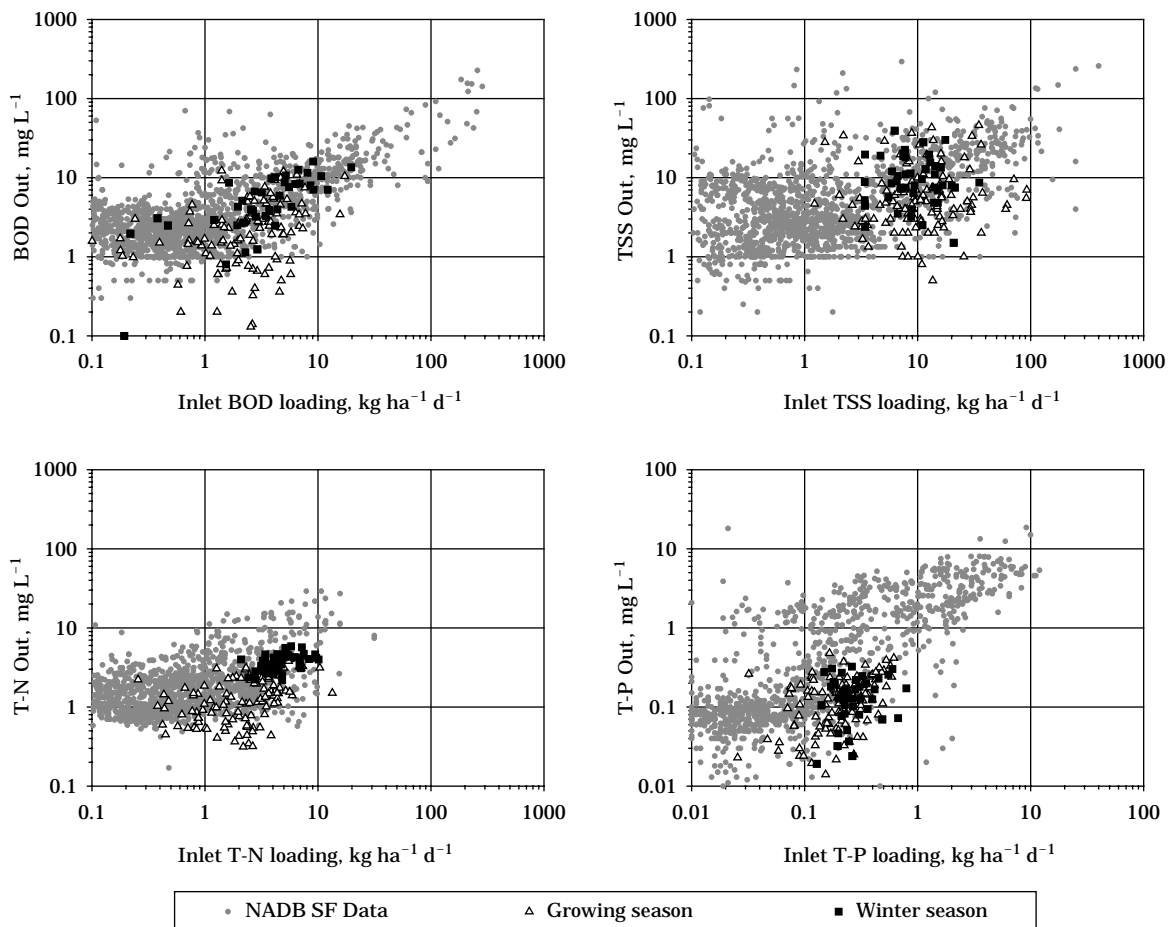 1000
100
10
1
0.1
BOD Out, mg L⁻¹
0.1 1 10 100 1000
Inlet BOD loading, kg ha⁻¹ d⁻¹
1000
100
10
1
0.1
TSS Out, mg L⁻¹
0.1 1 10 100 1000
Inlet TSS loading, kg ha⁻¹ d⁻¹
1000
100
10
1
0.1
T-N Out, mg L⁻¹
0.1 1 10 100 1000
Inlet T-N loading, kg ha⁻¹ d⁻¹
100
10
1
0.1
0.01
T-P Out, mg L⁻¹
0.01 0.1 1 10 100
Inlet T-P loading, kg ha⁻¹ d⁻¹
NADB SF Data Growing season Winter season